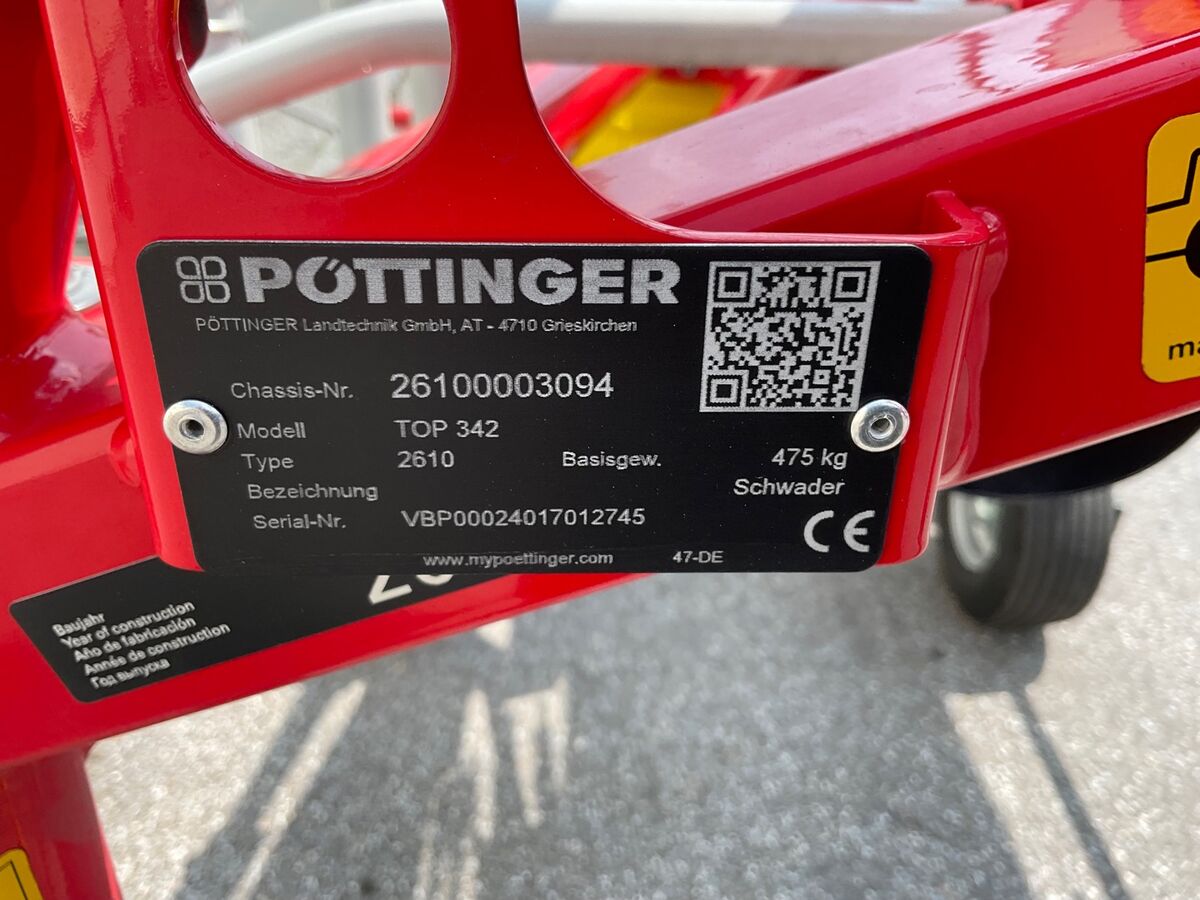 PÖTTINGER
PÖTTINGER Landtechnik GmbH, AT - 4710 Grieskirchen
Chassis-Nr. 26100003094
Modell TOP 342
Type 2610 Basisgew. 475 kg
Bezeichnung Schwader
Serial-Nr. VBP00024017012745
CE
www.mypoettinger.com 47-DE
Baujahr
Year of construction
Año de fabricación
Année de construction
Год выпуска